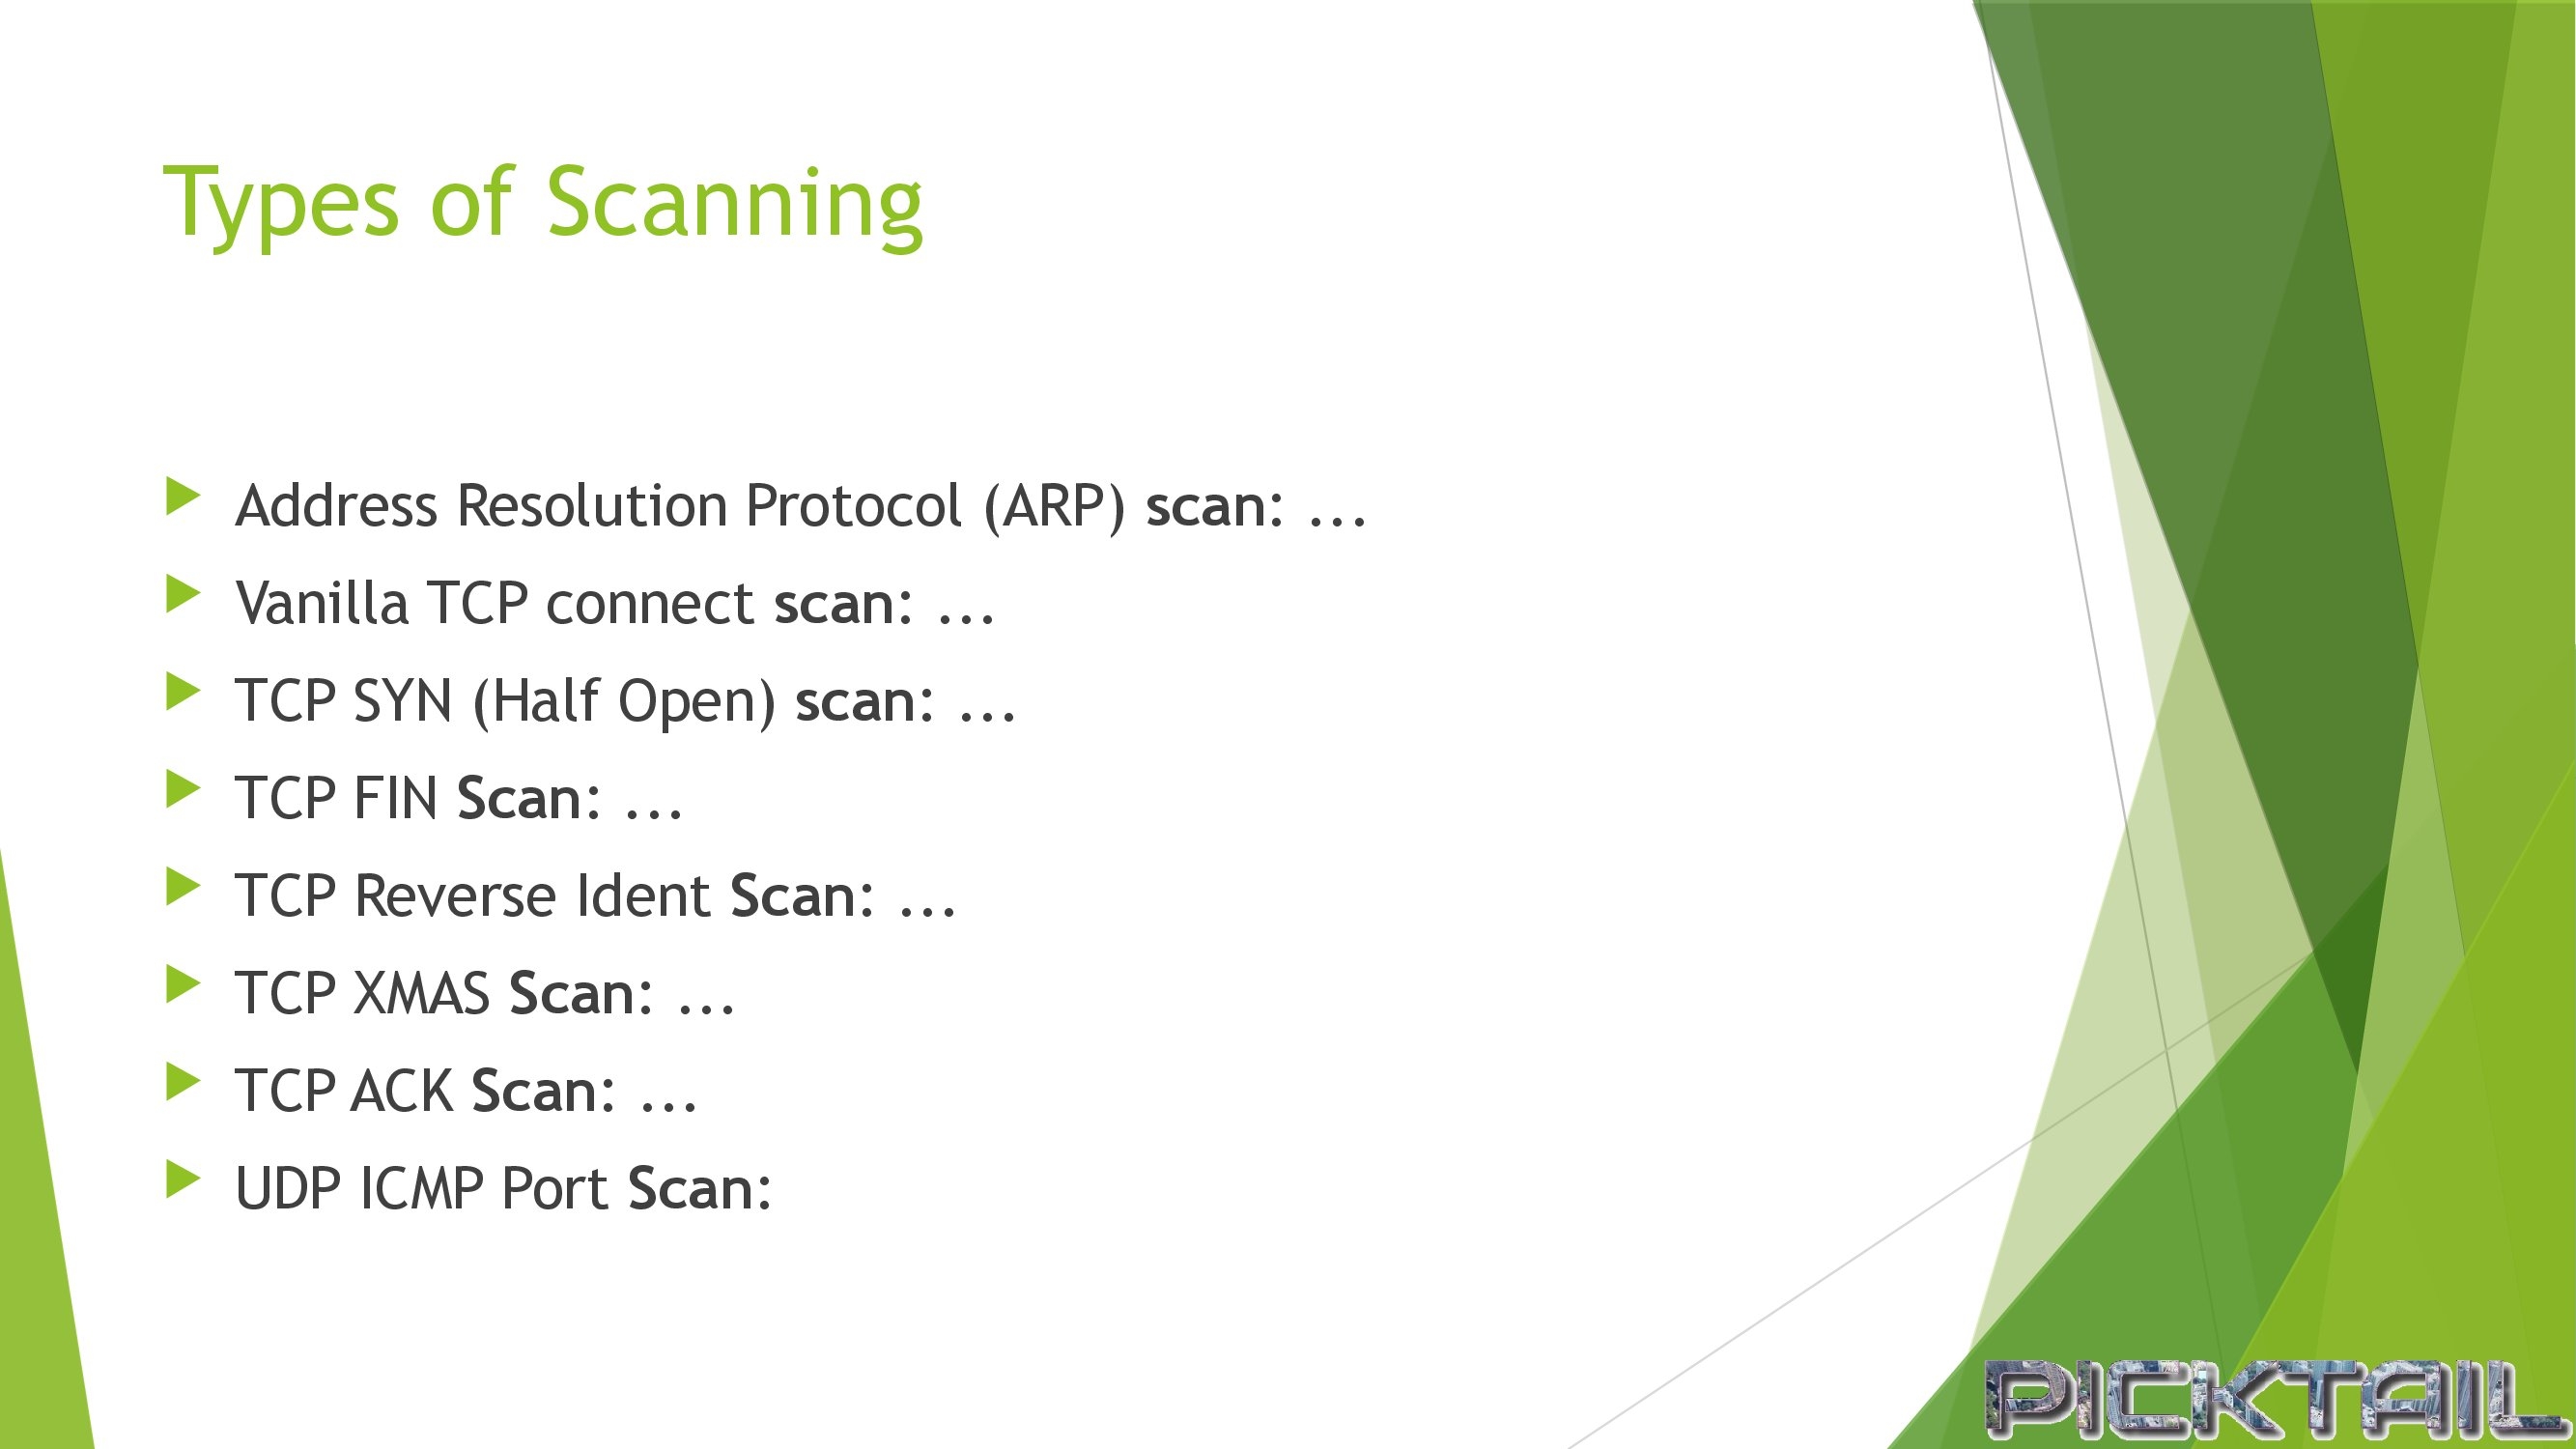 Types of Scanning
Address Resolution Protocol (ARP) scan: ...
Vanilla TCP connect scan: ...
TCP SYN (Half Open) scan: ...
TCP FIN Scan: ...
TCP Reverse Ident Scan: ...
TCP XMAS Scan: ...
TCP ACK Scan: ...
UDP ICMP Port Scan:
PICKTAIL